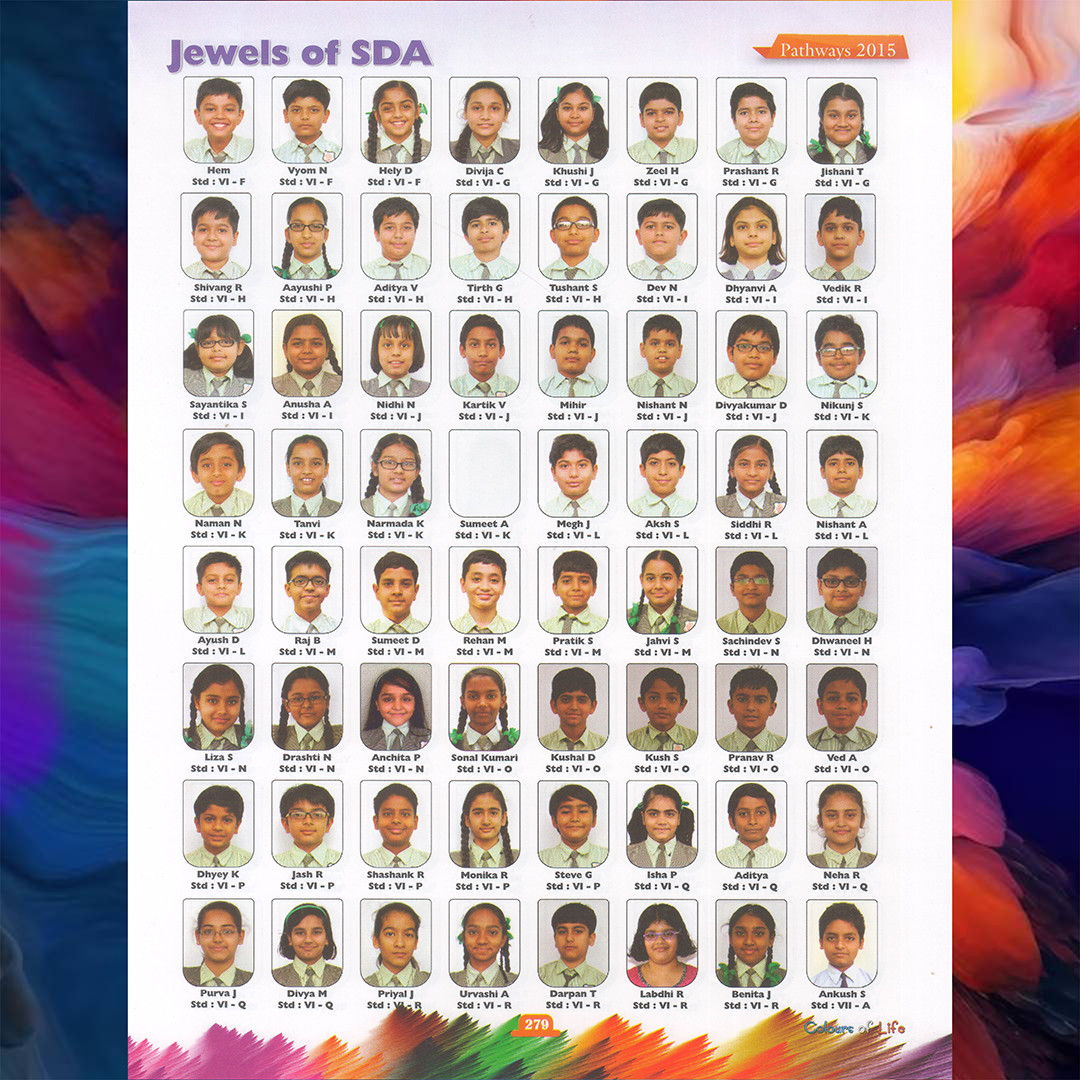 Jewels of SDA
Pathways 2015
Hem Vyom N Hely D Divija C Khushi J Zeel H Prashant R Jishani T
Std : VI - F Std : VI - F Std : VI - F Std : VI - G Std : VI - G Std : VI - G Std : VI - G Std : VI - G
Shivang R Aayushi P Aditya V Tirth G Tushant S Dev N Dhyanvi A Vedik R
Std : VI - H Std : VI - H Std : VI - H Std : VI - H Std : VI - H Std : VI - I Std : VI - I Std : VI - I
Sayantika S Anusha A Nidhi N Kartik V Mihir Nishant N Divyakumar D Nikunj S
Std : VI - I Std : VI - I Std : VI - J Std : VI - J Std : VI - J Std : VI - J Std : VI - J Std : VI - K
Naman N Tanvi Narmada K Sumeet A Megh J Aksh S Siddhi R Nishant A
Std : VI - K Std : VI - K Std : VI - K Std : VI - K Std : VI - L Std : VI - L Std : VI - L Std : VI - L
Ayush D Raj B Sumeet D Rehan M Pratik S Jahvi S Sachindev S Dhwaneel H
Std : VI - L Std : VI - M Std : VI - M Std : VI - M Std : VI - M Std : VI - M Std : VI - N Std : VI - N
Liza S Drashti N Anchita P Sonal Kumari Kushal D Kush S Pranav R Ved A
Std : VI - N Std : VI - N Std : VI - N Std : VI - O Std : VI - O Std : VI - O Std : VI - O Std : VI - O
Dhyey K Jash R Shashank R Monika R Steve G Isha P Aditya Neha R
Std : VI - P Std : VI - P Std : VI - P Std : VI - P Std : VI - P Std : VI - Q Std : VI - Q Std : VI - Q
Purva J Divya M Priyal J Urvashi A Darpan T Labdhi R Benita J Ankush S
Std : VI - Q Std : VI - Q Std : VI - R Std : VI - R Std : VI - R Std : VI - R Std : VI - R Std : VII - A
279
Colours of Life